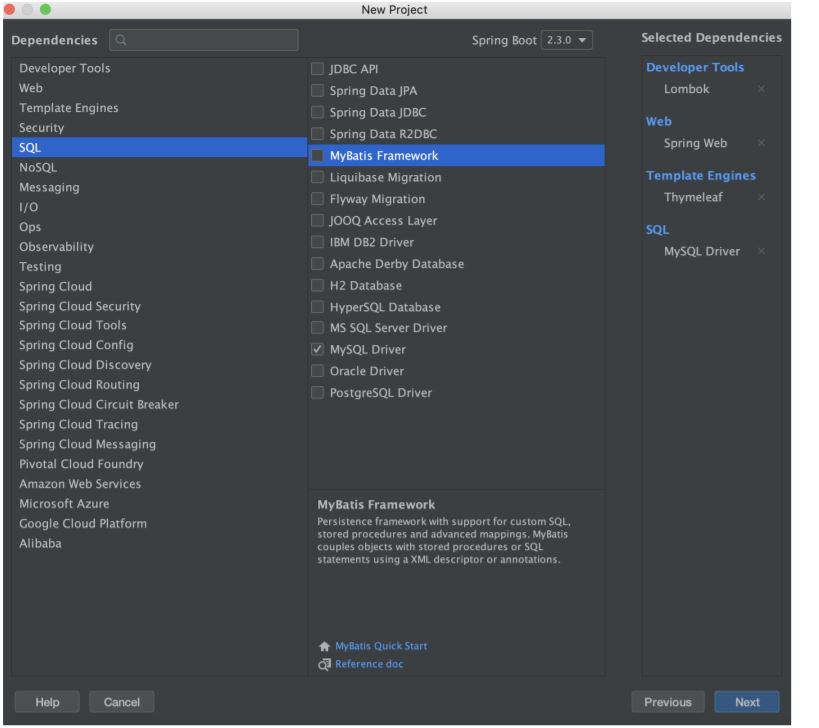 New Project
Dependencies
Spring Boot 2.3.0
Selected Dependencies
Developer Tools
Web
Template Engines
Security
SQL
NoSQL
Messaging
I/O
Ops
Observability
Testing
Spring Cloud
Spring Cloud Security
Spring Cloud Tools
Spring Cloud Config
Spring Cloud Discovery
Spring Cloud Routing
Spring Cloud Circuit Breaker
Spring Cloud Tracing
Spring Cloud Messaging
Pivotal Cloud Foundry
Amazon Web Services
Microsoft Azure
Google Cloud Platform
Alibaba
JDBC API
Spring Data JPA
Spring Data JDBC
Spring Data R2DBC
MyBatis Framework
Liquibase Migration
Flyway Migration
JOOQ Access Layer
IBM DB2 Driver
Apache Derby Database
H2 Database
HyperSQL Database
MS SQL Server Driver
MySQL Driver
Oracle Driver
PostgreSQL Driver
MyBatis Framework
Persistence framework with support for custom SQL,
stored procedures and advanced mappings. MyBatis
couples objects with stored procedures or SQL
statements using a XML descriptor or annotations.
MyBatis Quick Start
Reference doc
Developer Tools
Lombok
Web
Spring Web
Template Engines
Thymeleaf
SQL
MySQL Driver
Help
Cancel
Previous
Next